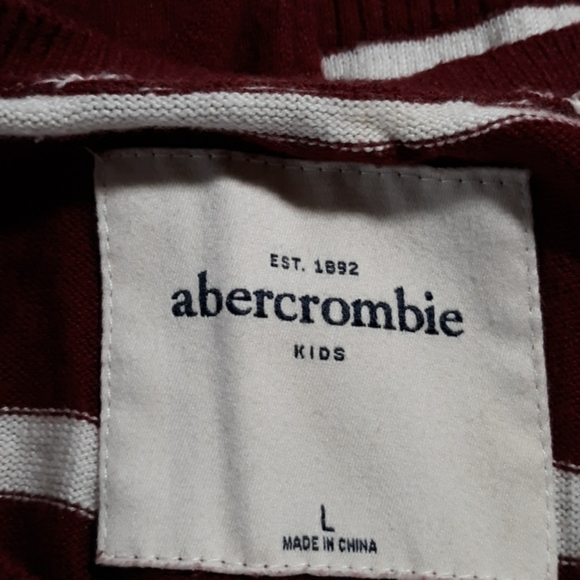 EST. 1892
abercrombie
KIDS
L
MADE IN CHINA